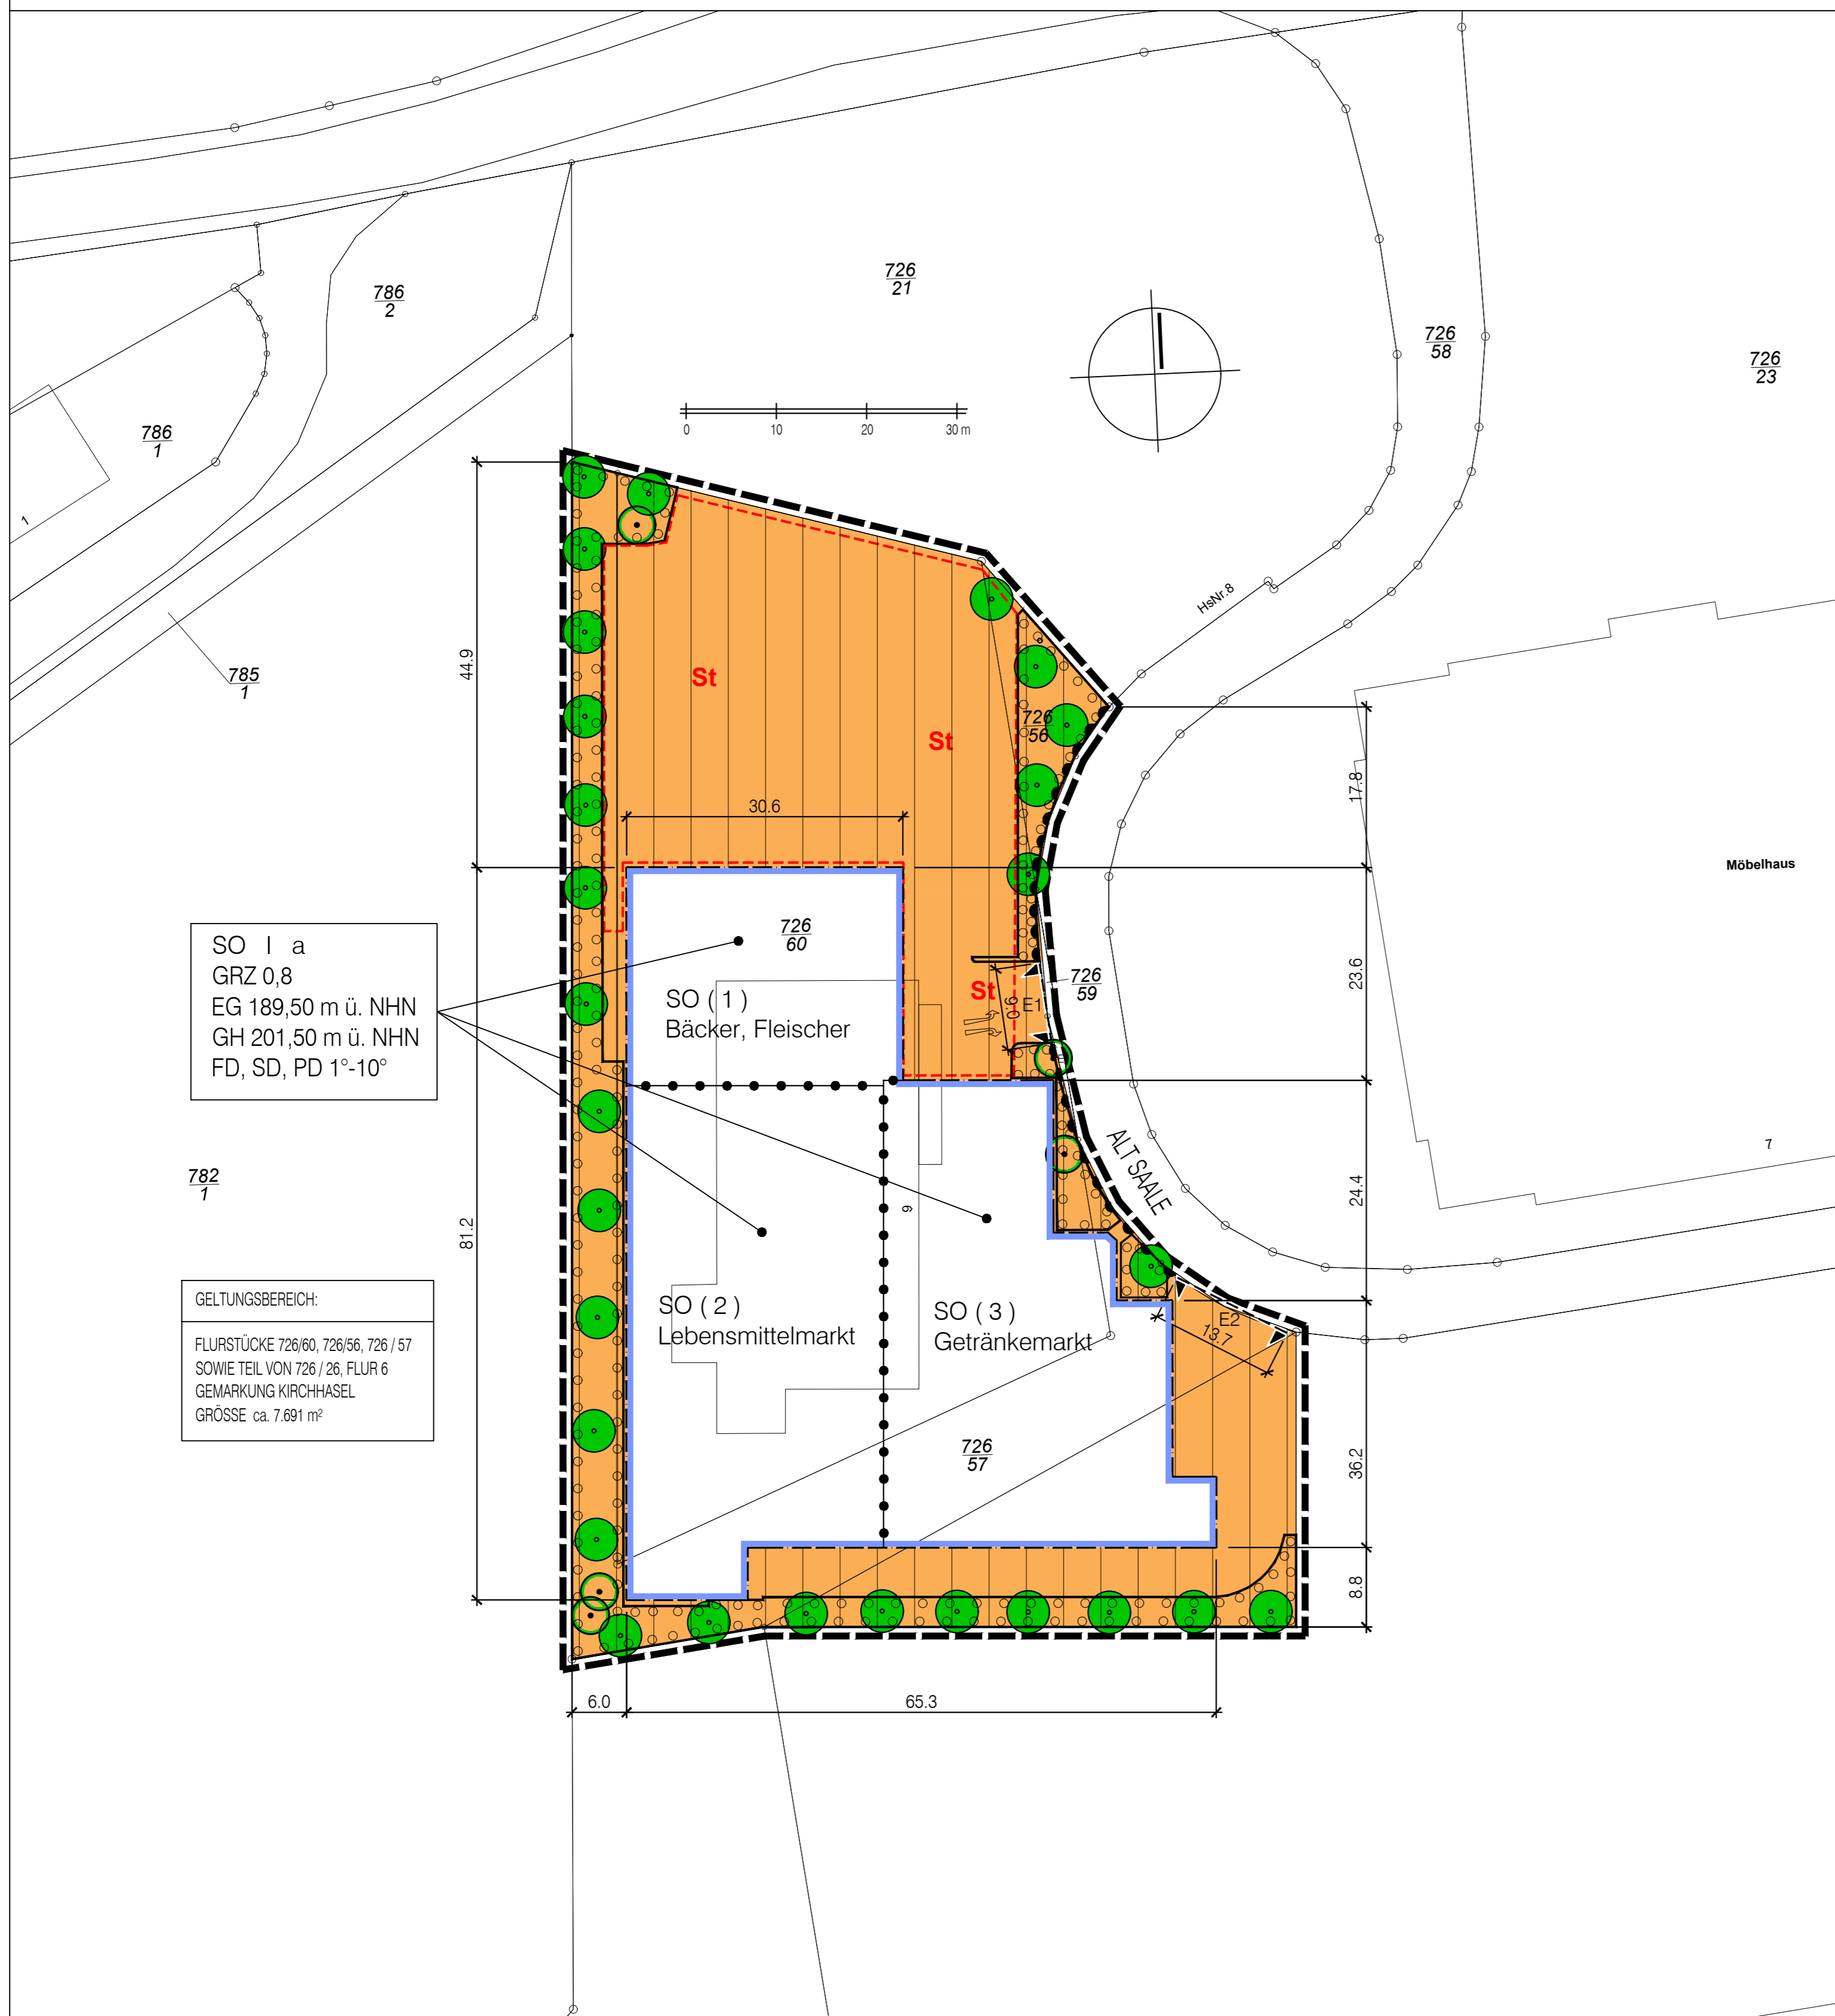 726
21
786
2
726
58
726
23
786
1
1
0 10 20 30 m
HsNr.8
44.9
785
1
St
St
726
56
17.8
30.6
Möbelhaus
SO I a
GRZ 0,8
EG 189,50 m ü. NHN
GH 201,50 m ü. NHN
FD, SD, PD 1°-10°
726
60
SO ( 1 )
Bäcker, Fleischer
St
9.0
E1
726
59
23.6
ALT SAALE
7
782
1
81.2
9
24.4
GELTUNGSBEREICH:
FLURSTÜCKE 726/60, 726/56, 726 / 57
SOWIE TEIL VON 726 / 26, FLUR 6
GEMARKUNG KIRCHHASEL
GRÖSSE ca. 7.691 m²
SO ( 2 )
Lebensmittelmarkt
SO ( 3 )
Getränkemarkt
E2
13.7
726
57
36.2
8.8
6.0
65.3